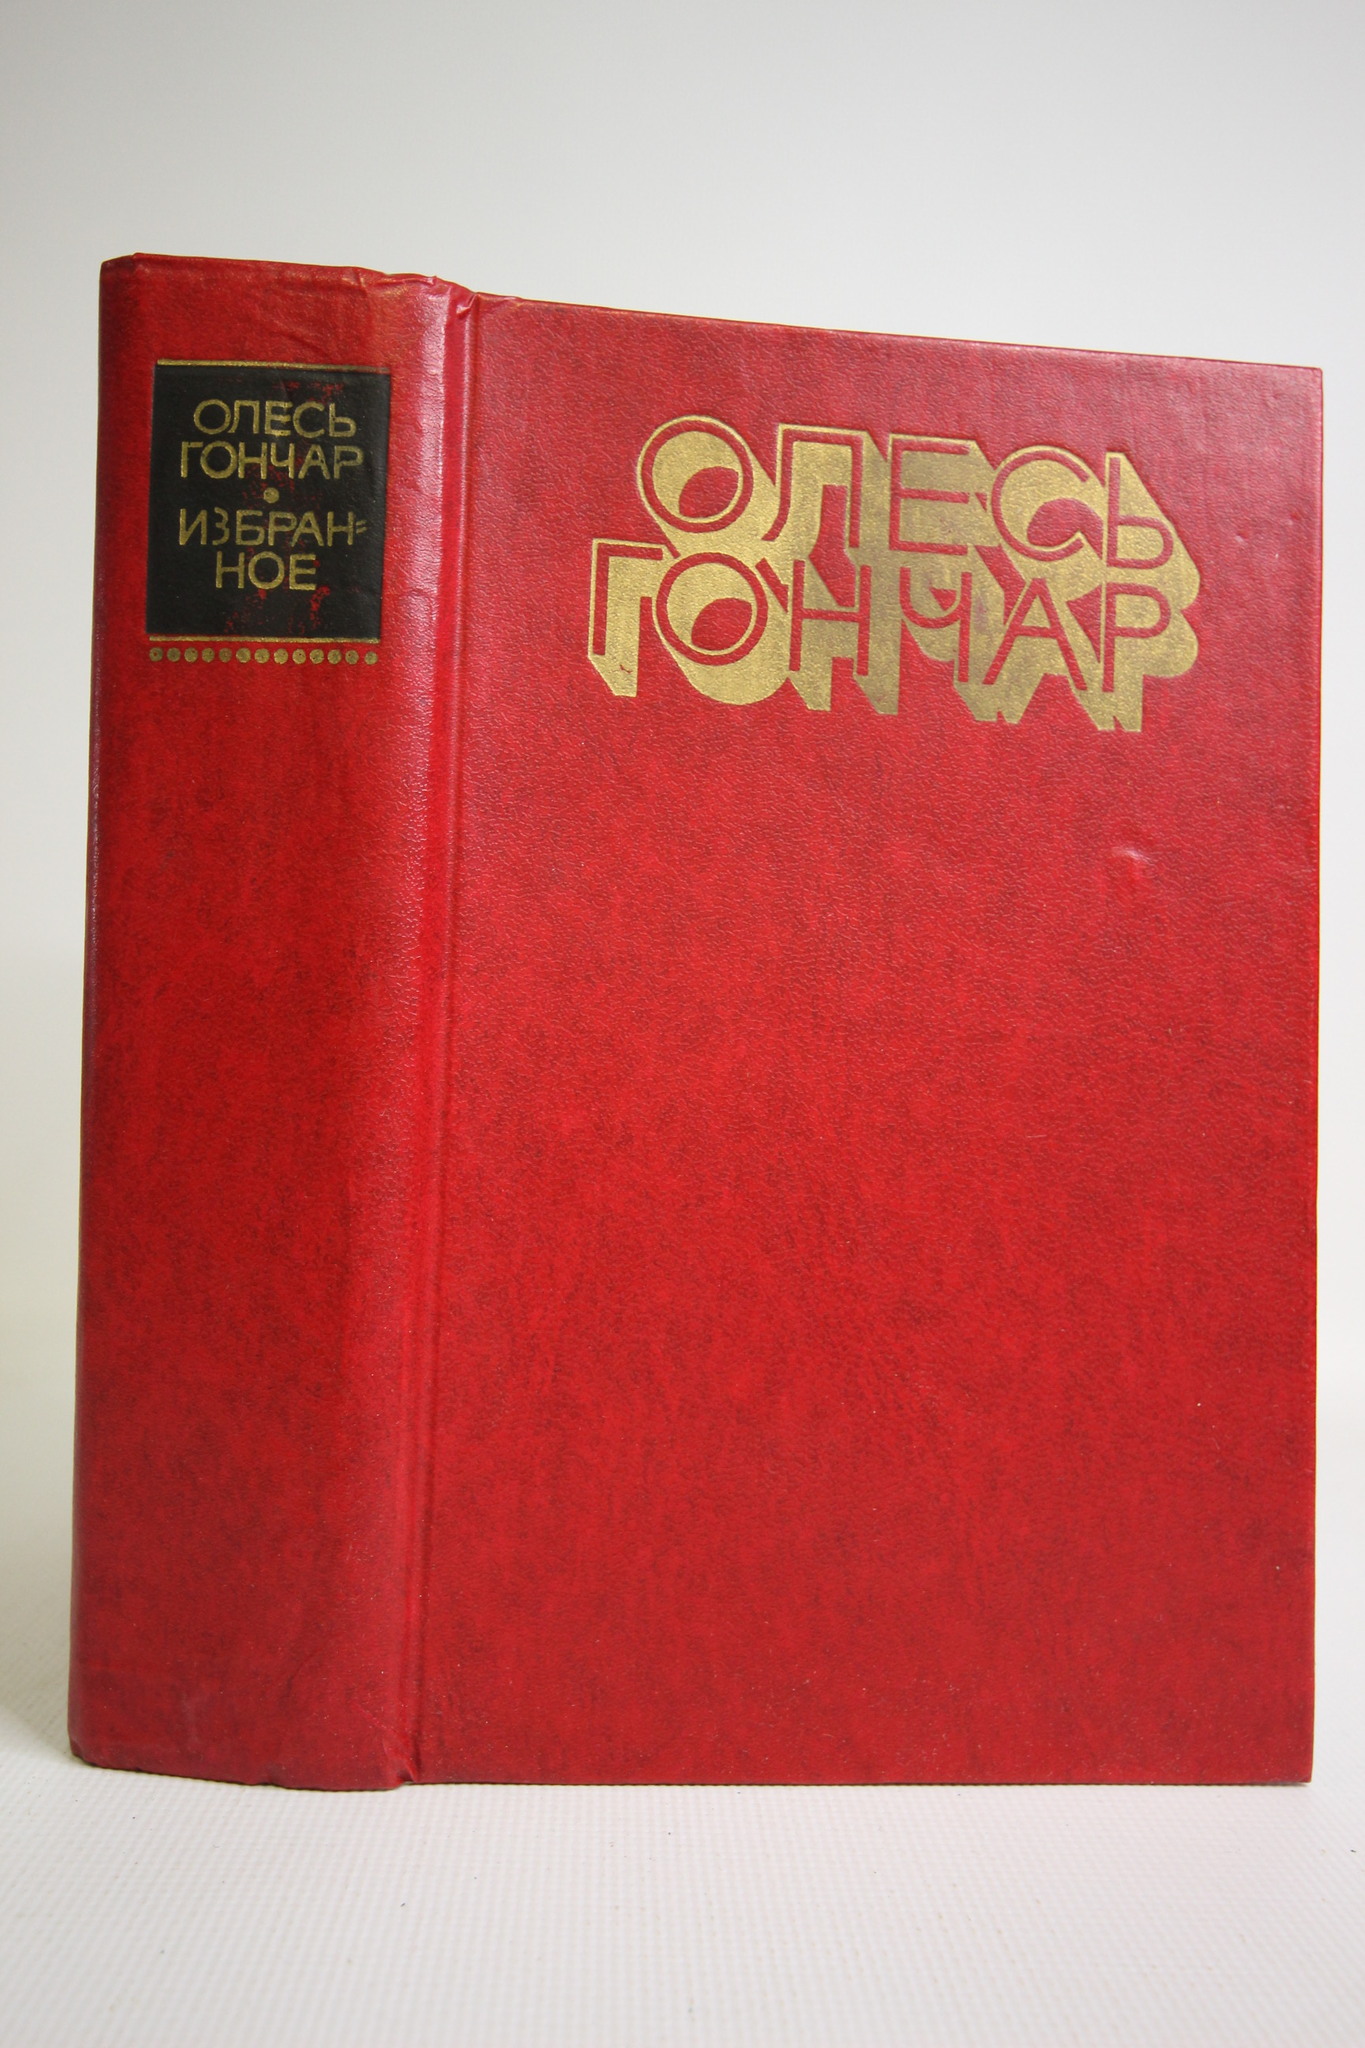 ОЛЕСЬ
ГОНЧАР
•
ИЗБРАН=
НОЕ
ОЛЕСЬ
ГОНЧАР